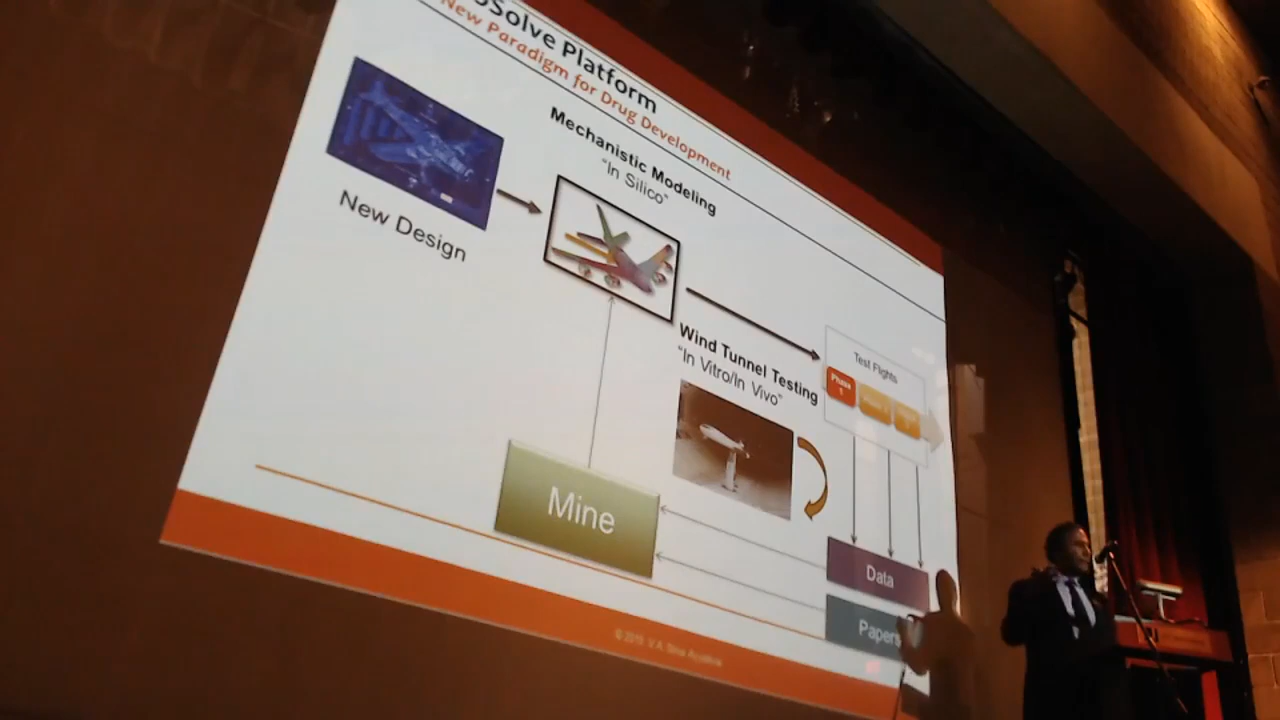 Solve Platform
New Paradigm for Drug Development
New Design
Mechanistic Modeling
"In Silico"
Wind Tunnel Testing
"In Vitro/In Vivo"
Test Flights
Phase
1
Mine
Data
Papers